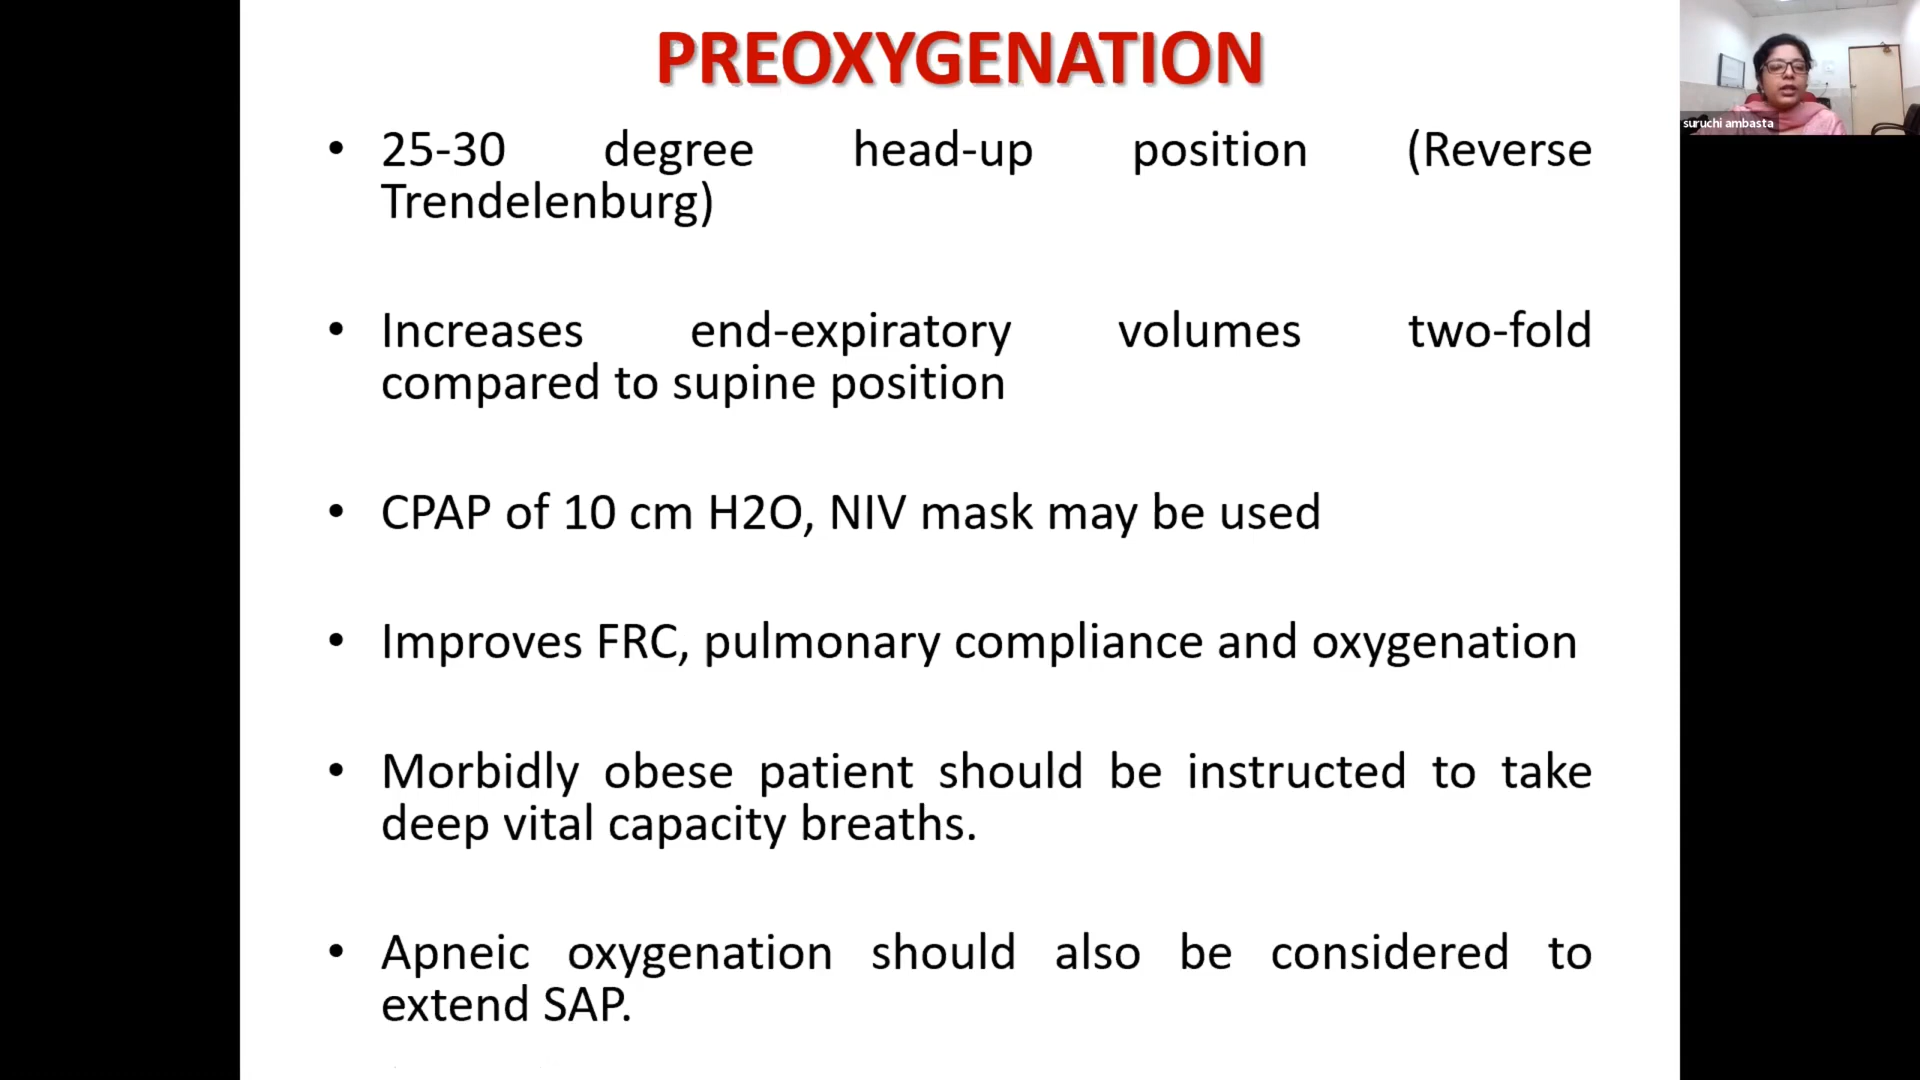 PREOXYGENATION
suruchi ambasta
• 25-30 degree head-up position (Reverse
Trendelenburg)
• Increases end-expiratory volumes two-fold
compared to supine position
• CPAP of 10 cm H2O, NIV mask may be used
• Improves FRC, pulmonary compliance and oxygenation
• Morbidly obese patient should be instructed to take
deep vital capacity breaths.
• Apneic oxygenation should also be considered to
extend SAP.